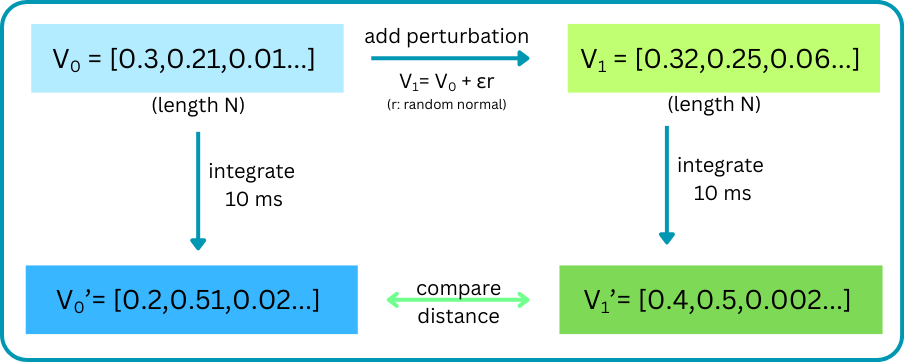 V₀ = [0.3,0.21,0.01...]
add perturbation
V₁ = [0.32,0.25,0.06...]
V₁= V₀ + εr
(r: random normal)
(length N)
(length N)
integrate
10 ms
integrate
10 ms
V₀’= [0.2,0.51,0.02...]
compare
distance
V₁’= [0.4,0.5,0.002...]